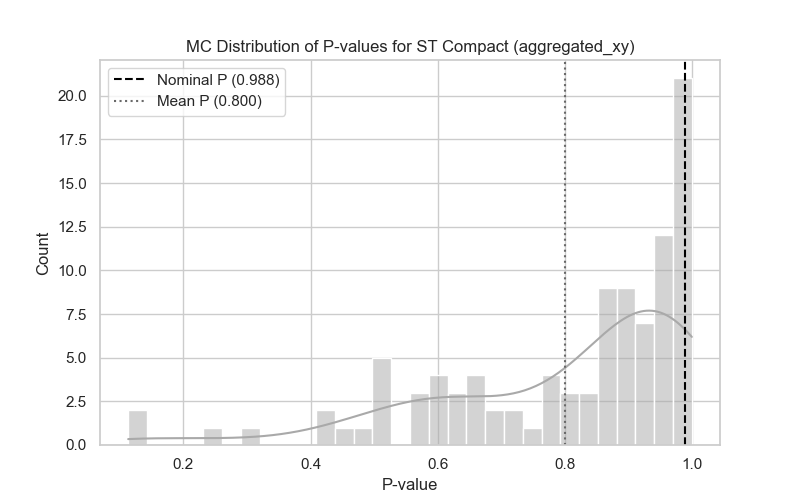 MC Distribution of P-values for ST Compact (aggregated_xy)
Nominal P (0.988)
Mean P (0.800)
20.0
17.5
15.0
12.5
10.0
7.5
5.0
2.5
0.0
Count
0.2
0.4
0.6
0.8
1.0
P-value